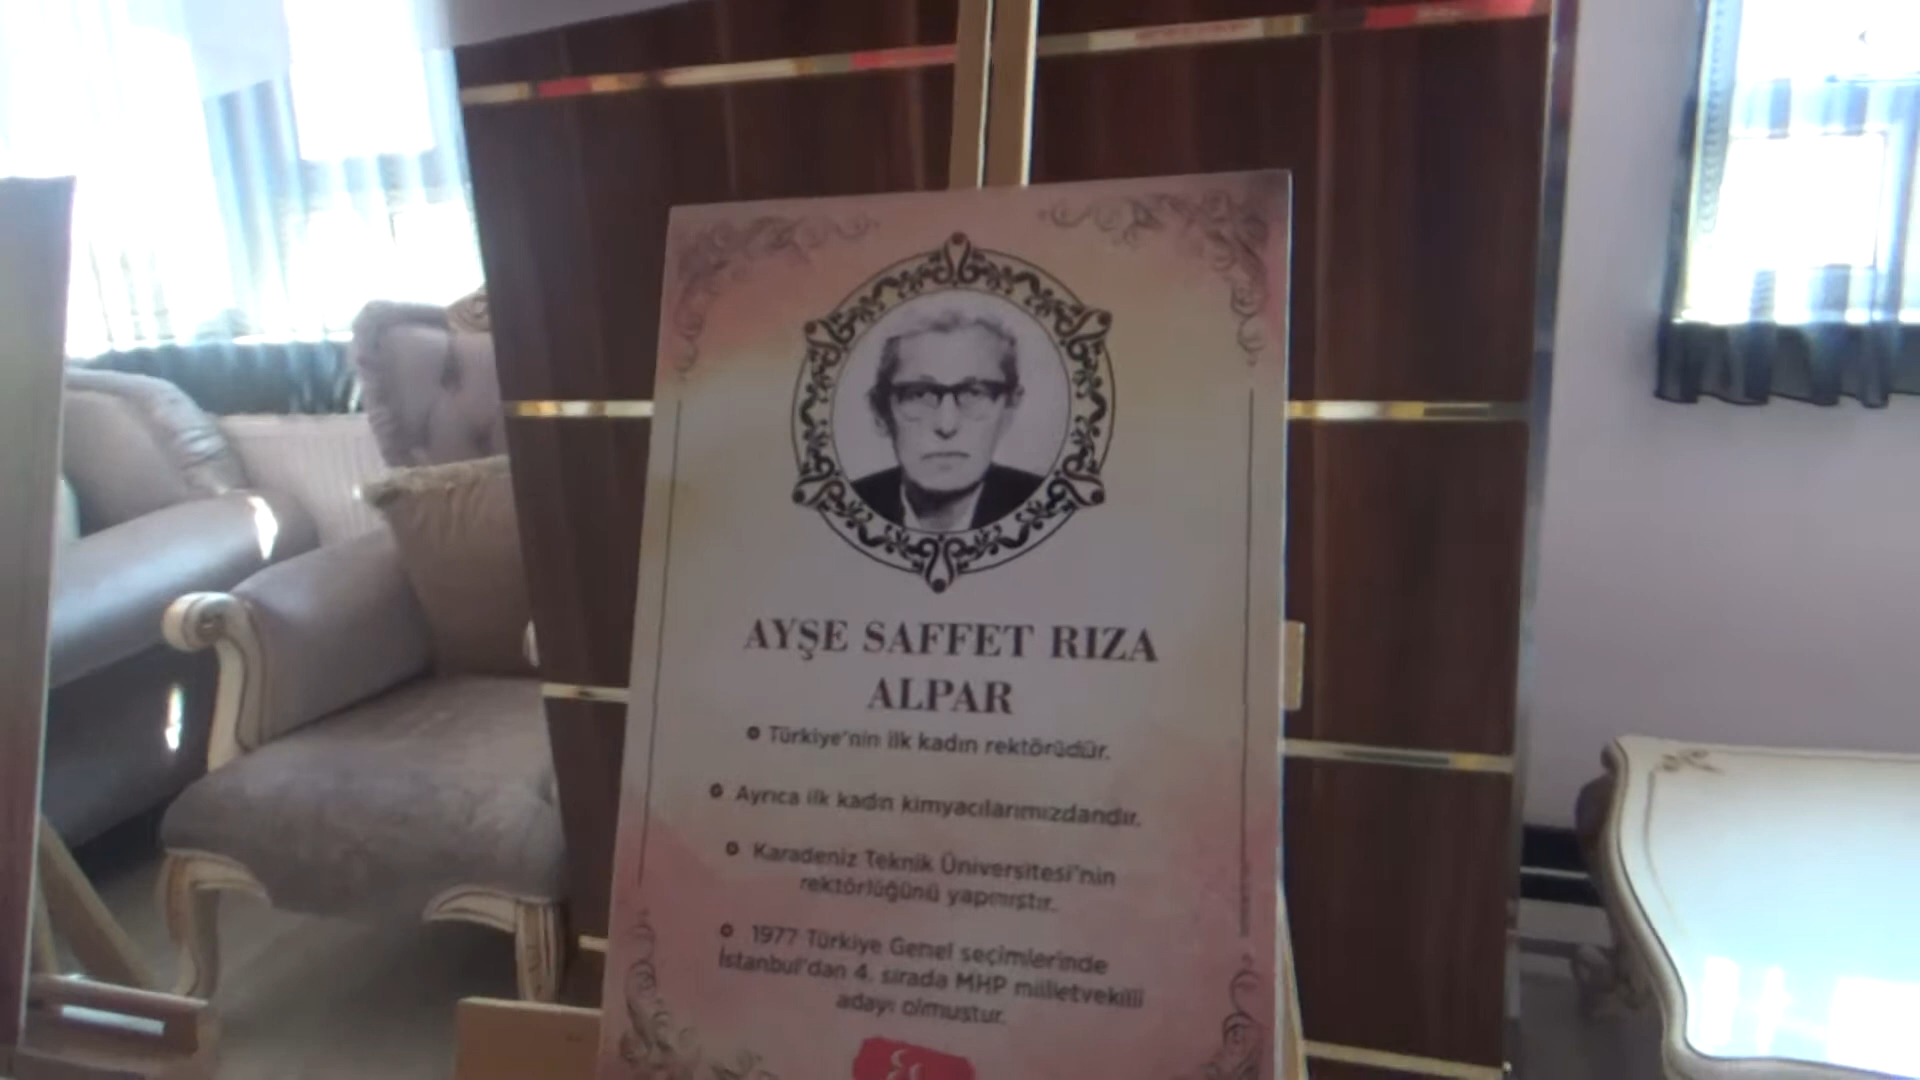 AYŞE SAFFET RIZA
ALPAR
Türkiye'nin ilk kadın rektörüdür.
Ayrıca ilk kadın kimyacılarımızdandır.
Karadeniz Teknik Üniversitesi'nin
rektörlüğünü yapmıştır.
1977 Türkiye Genel seçimlerinde
İstanbul'dan 4. sırada MHP milletvekili
adayı olmuştur.